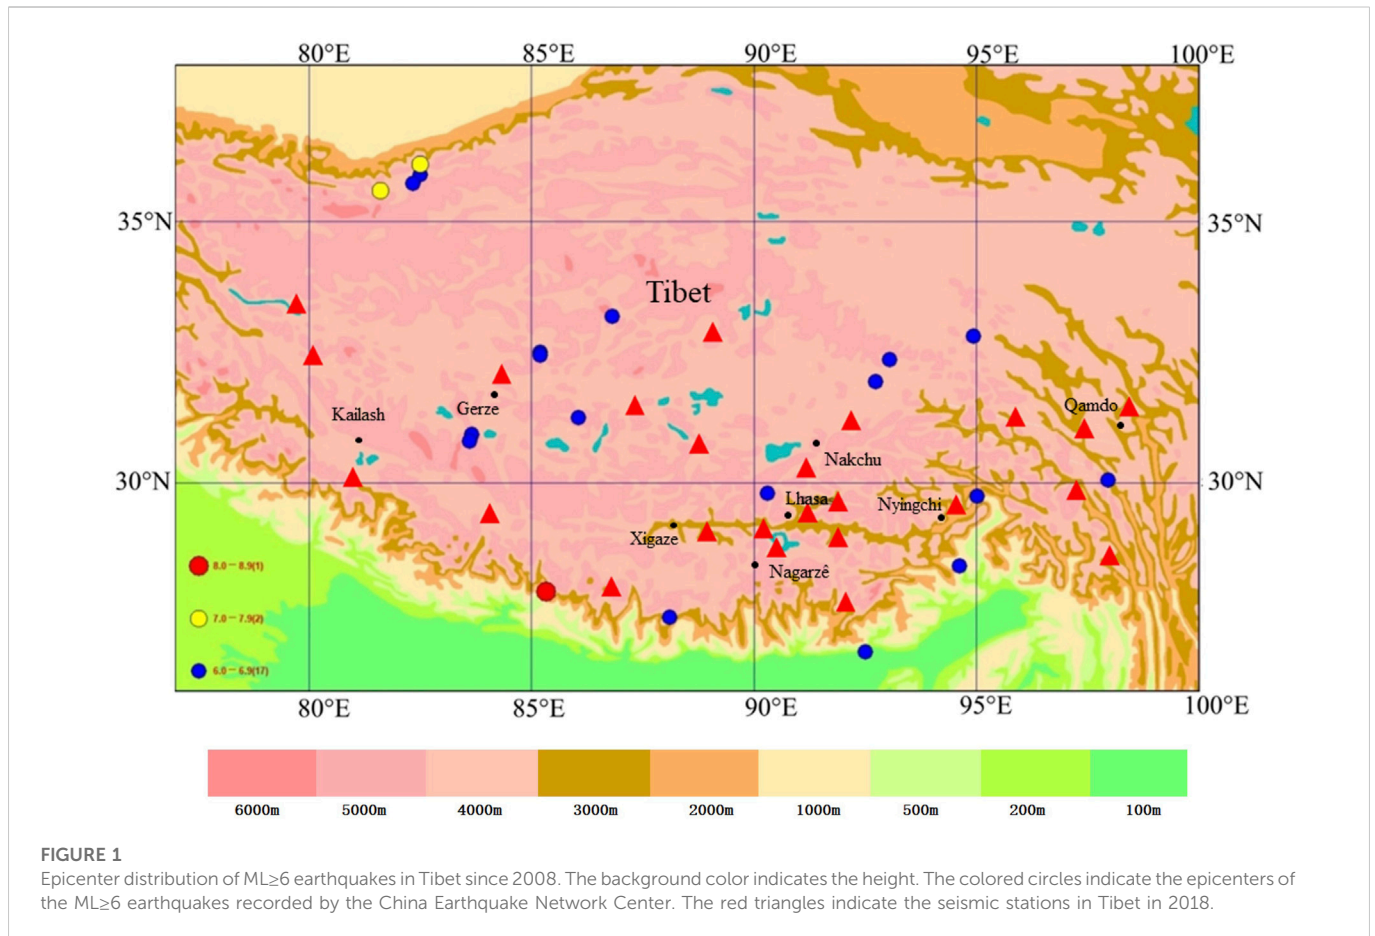 80°E 85°E 90°E 95°E 100°E
35°N 35°N
Tibet
Kailash Gerze Qamdo
Nakchu
30°N 30°N
Lhasa Nyingchi
Xigaze
Nagarzê
8.0－8.9(1)
7.0－7.9(2)
6.0－6.9(17)
80°E 85°E 90°E 95°E 100°E
6000m 5000m 4000m 3000m 2000m 1000m 500m 200m 100m
FIGURE 1
Epicenter distribution of ML≥6 earthquakes in Tibet since 2008. The background color indicates the height. The colored circles indicate the epicenters of
the ML≥6 earthquakes recorded by the China Earthquake Network Center. The red triangles indicate the seismic stations in Tibet in 2018.